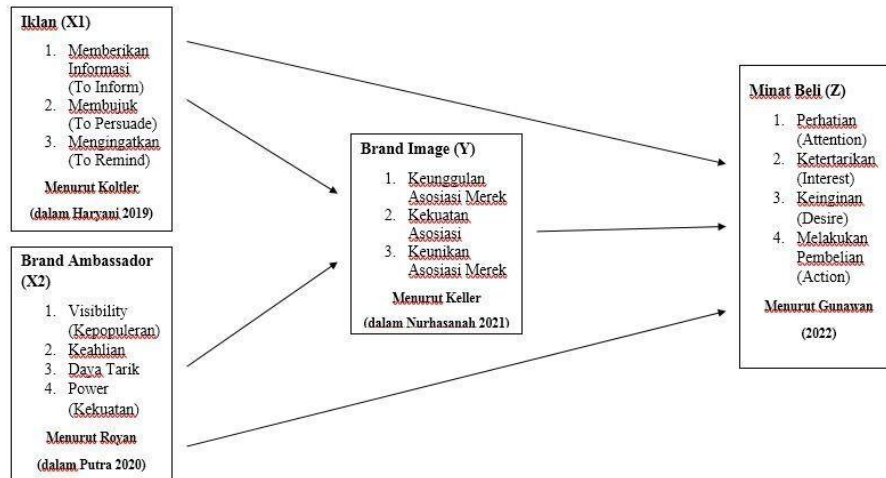 Iklan (X1)
1. Memberikan
Informasi
(To Inform)
2. Membujuk
(To Persuade)
3. Mengingatkan
(To Remind)
Menurut Koltler
(dalam Haryani 2019)
Brand Ambassador
(X2)
1. Visibility
(Kepopuleran)
2. Keahlian
3. Daya Tarik
4. Power
(Kekuatan)
Menurut Royan
(dalam Putra 2020)
Brand Image (Y)
1. Keunggulan
Asosiasi Merek
2. Kekuatan
Asosiasi
3. Keunikan
Asosiasi Merek
Menurut Keller
(dalam Nurhasanah 2021)
Minat Beli (Z)
1. Perhatian
(Attention)
2. Ketertarikan
(Interest)
3. Keinginan
(Desire)
4. Melakukan
Pembelian
(Action)
Menurut Gunawan
(2022)